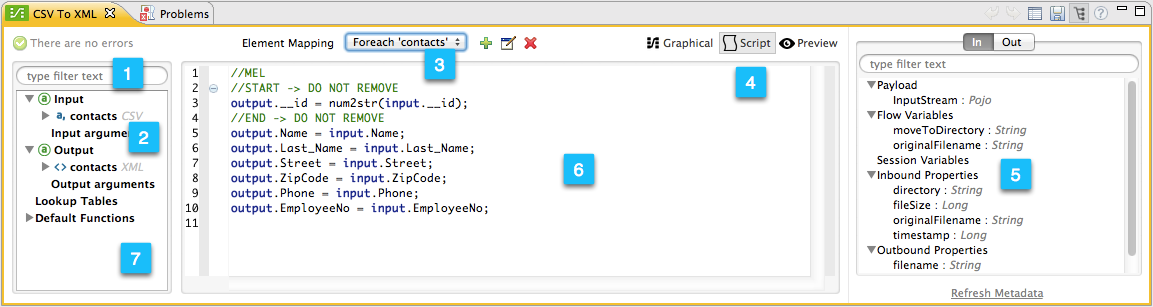 CSV To XML
Problems
There are no errors
Element Mapping
Foreach 'contacts'
Graphical
Script
Preview
In
Out
type filter text
1
3
4
type filter text
Input
contacts CSV
Input argume
2
Output
contacts XML
Output arguments
Lookup Tables
Default Functions
7
1 //MEL
2 //START -> DO NOT REMOVE
3 output.__id = num2str(input.__id);
4 //END -> DO NOT REMOVE
5 output.Name = input.Name;
6 output.Last_Name = input.Last_Name;
7 output.Street = input.Street;
8 output.ZipCode = input.ZipCode;
9 output.Phone = input.Phone;
10 output.EmployeeNo = input.EmployeeNo;
11
6
Payload
InputStream : Pojo
Flow Variables
moveToDirectory : String
originalFilename : String
Session Variables
Inbound Properties
directory : String
5
fileSize : Long
originalFilename : String
timestamp : Long
Outbound Properties
filename : String
Refresh Metadata